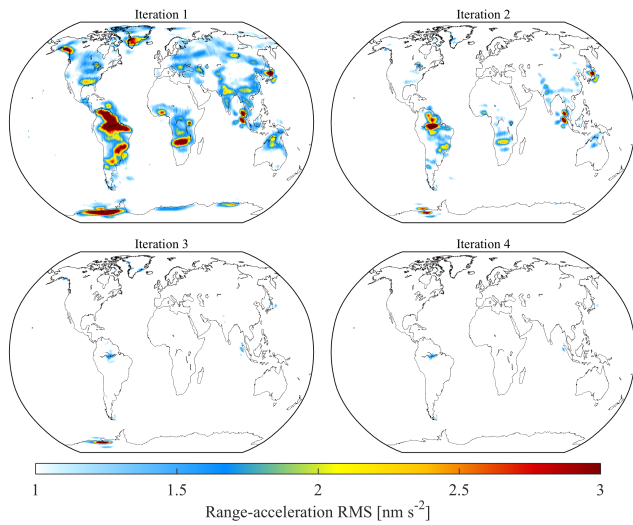 Iteration 1
Iteration 2
Iteration 3
Iteration 4
1 1.5 2 2.5 3
Range-acceleration RMS [nm s⁻²]